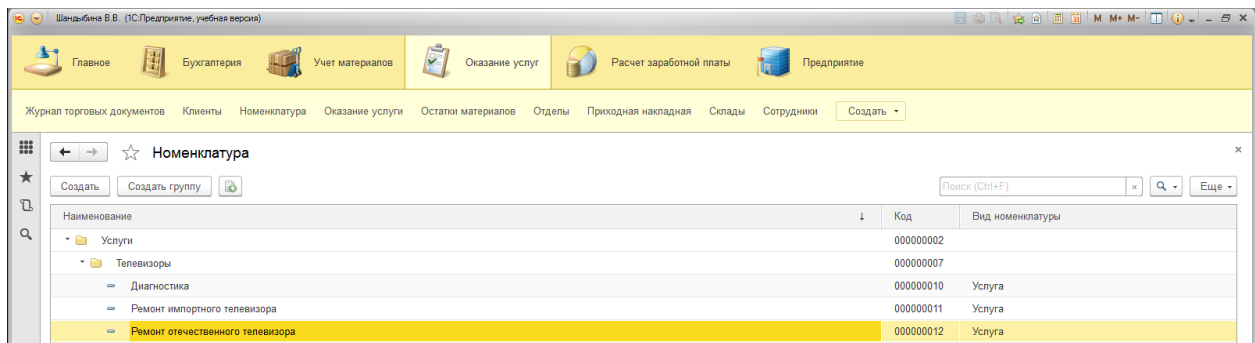 Шандыбина В.В. (1С:Предприятие, учебная версия) M M+ M-
Главное Бухгалтерия Учет материалов Оказание услуг Расчет заработной платы Предприятие
Журнал торговых документов Клиенты Номенклатура Оказание услуги Остатки материалов Отделы Приходная накладная Склады Сотрудники Создать
Номенклатура
Создать Создать группу Поиск (Ctrl+F) Еще
Наименование Код Вид номенклатуры
Услуги 000000002
Телевизоры 000000007
Диагностика 000000010 Услуга
Ремонт импортного телевизора 000000011 Услуга
Ремонт отечественного телевизора 000000012 Услуга